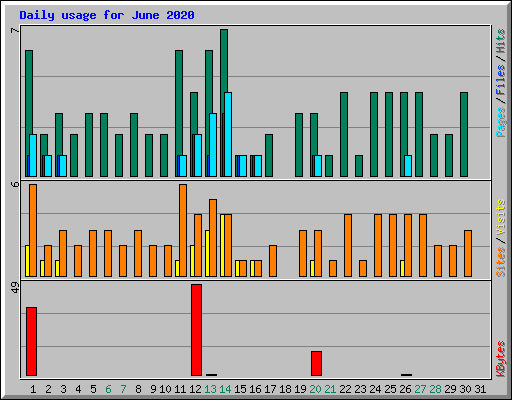 Daily usage for June 2020
7
Pages/Files/Hits
6
Sites/Visits
49
KBytes
1 2 3 4 5 6 7 8 9 10 11 12 13 14 15 16 17 18 19 20 21 22 23 24 25 26 27 28 29 30 31